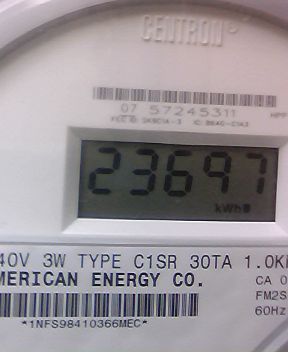 CENTRON®
07 57245311
HPP
23697
kWh
40V 3W TYPE C1SR 30TA 1.0K
MERICAN ENERGY CO.
CA 0
FM2S
60Hz
*1NFS98410366MEC*